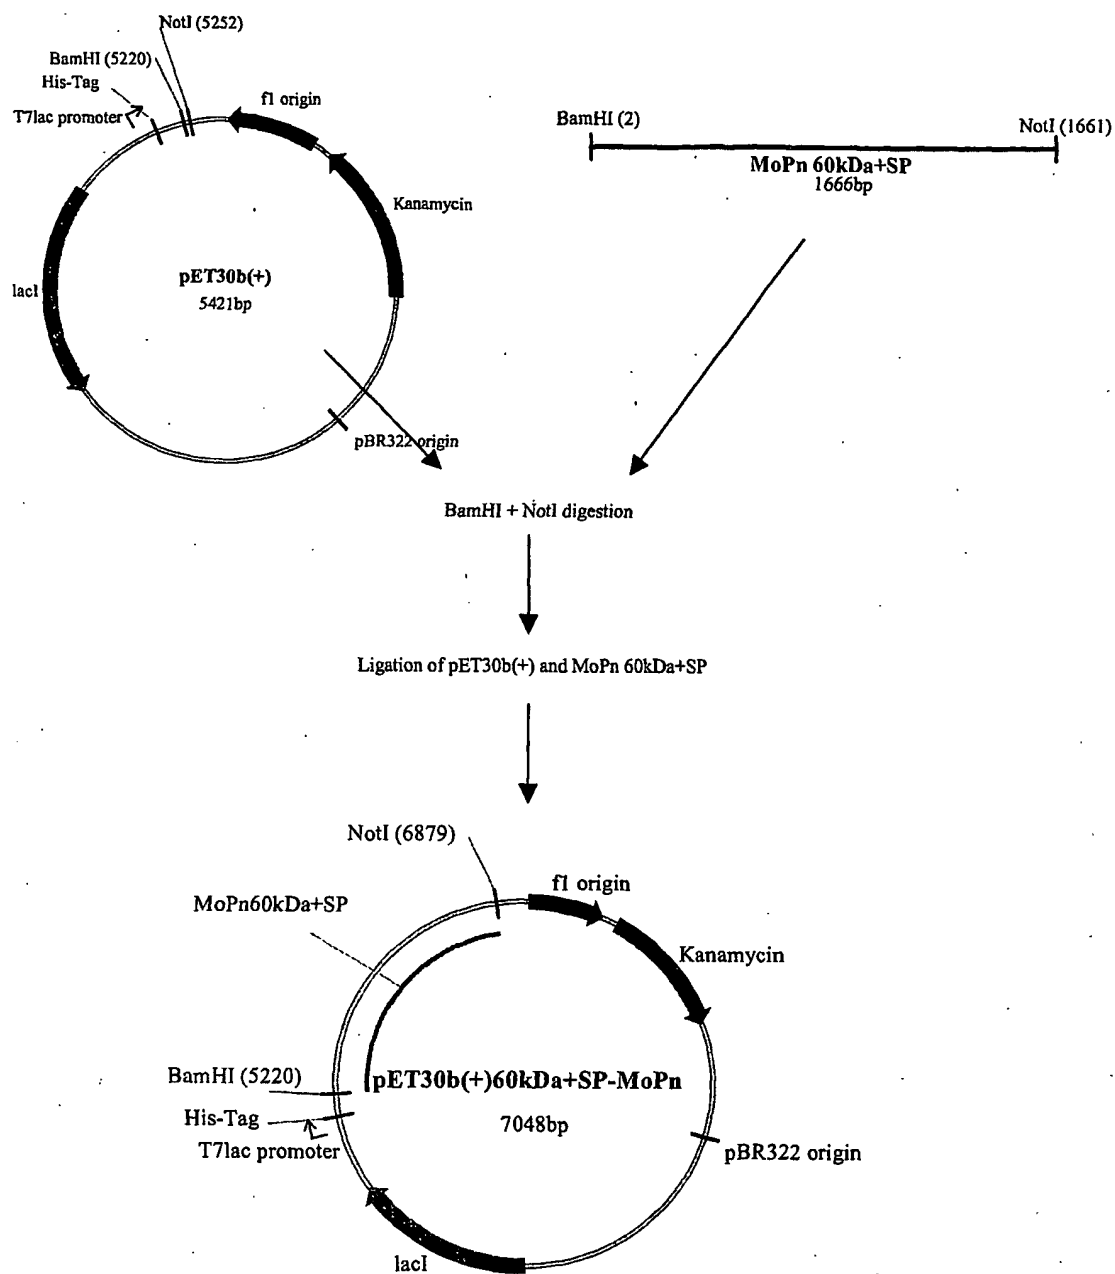 NotI (5252)
BamHI (5220)
His-Tag
T7lac promoter
f1 origin
Kanamycin
pET30b(+)
5421bp
lacI
pBR322 origin
BamHI (2)
NotI (1661)
MoPn 60kDa+SP
1666bp
BamHI + NotI digestion
Ligation of pET30b(+) and MoPn 60kDa+SP
NotI (6879)
f1 origin
MoPn60kDa+SP
Kanamycin
BamHI (5220)
pET30b(+)60kDa+SP-MoPn
His-Tag
7048bp
T7lac promoter
pBR322 origin
lacI